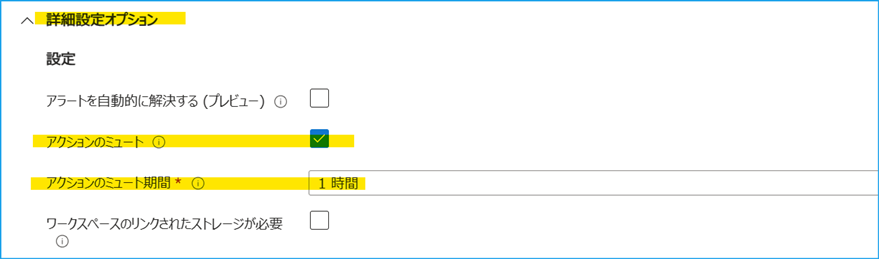 詳細設定オプション
設定
アラートを自動的に解決する (プレビュー)
アクションのミュート
アクションのミュート期間 *
1 時間
ワークスペースのリンクされたストレージが必要